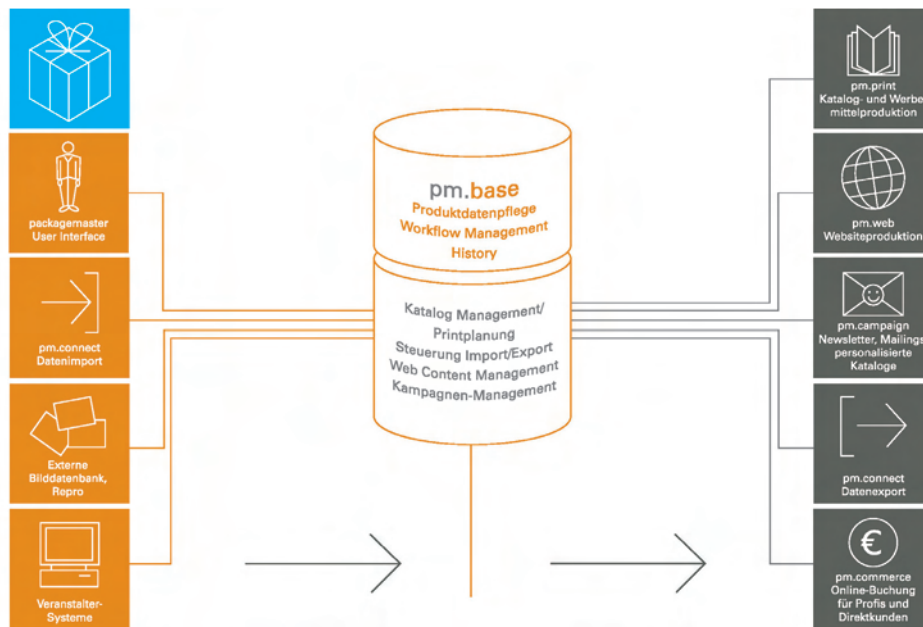 packagemaster
User Interface
pm.connect
Datenimport
Externe
Bilddatenbank,
Repro
Veranstalter-
Systeme
pm.base
Produktdatenpflege
Workflow Management
History
Katalog Management/
Printplanung
Steuerung Import/Export
Web Content Management
Kampagnen-Management
pm.print
Katalog- und Werbe
mittelproduktion
pm.web
Websiteproduktion
pm.campaign
Newsletter, Mailings
personalisierte
Kataloge
pm.connect
Datenexport
€
pm.commerce
Online-Buchung
für Profis und
Direktkunden